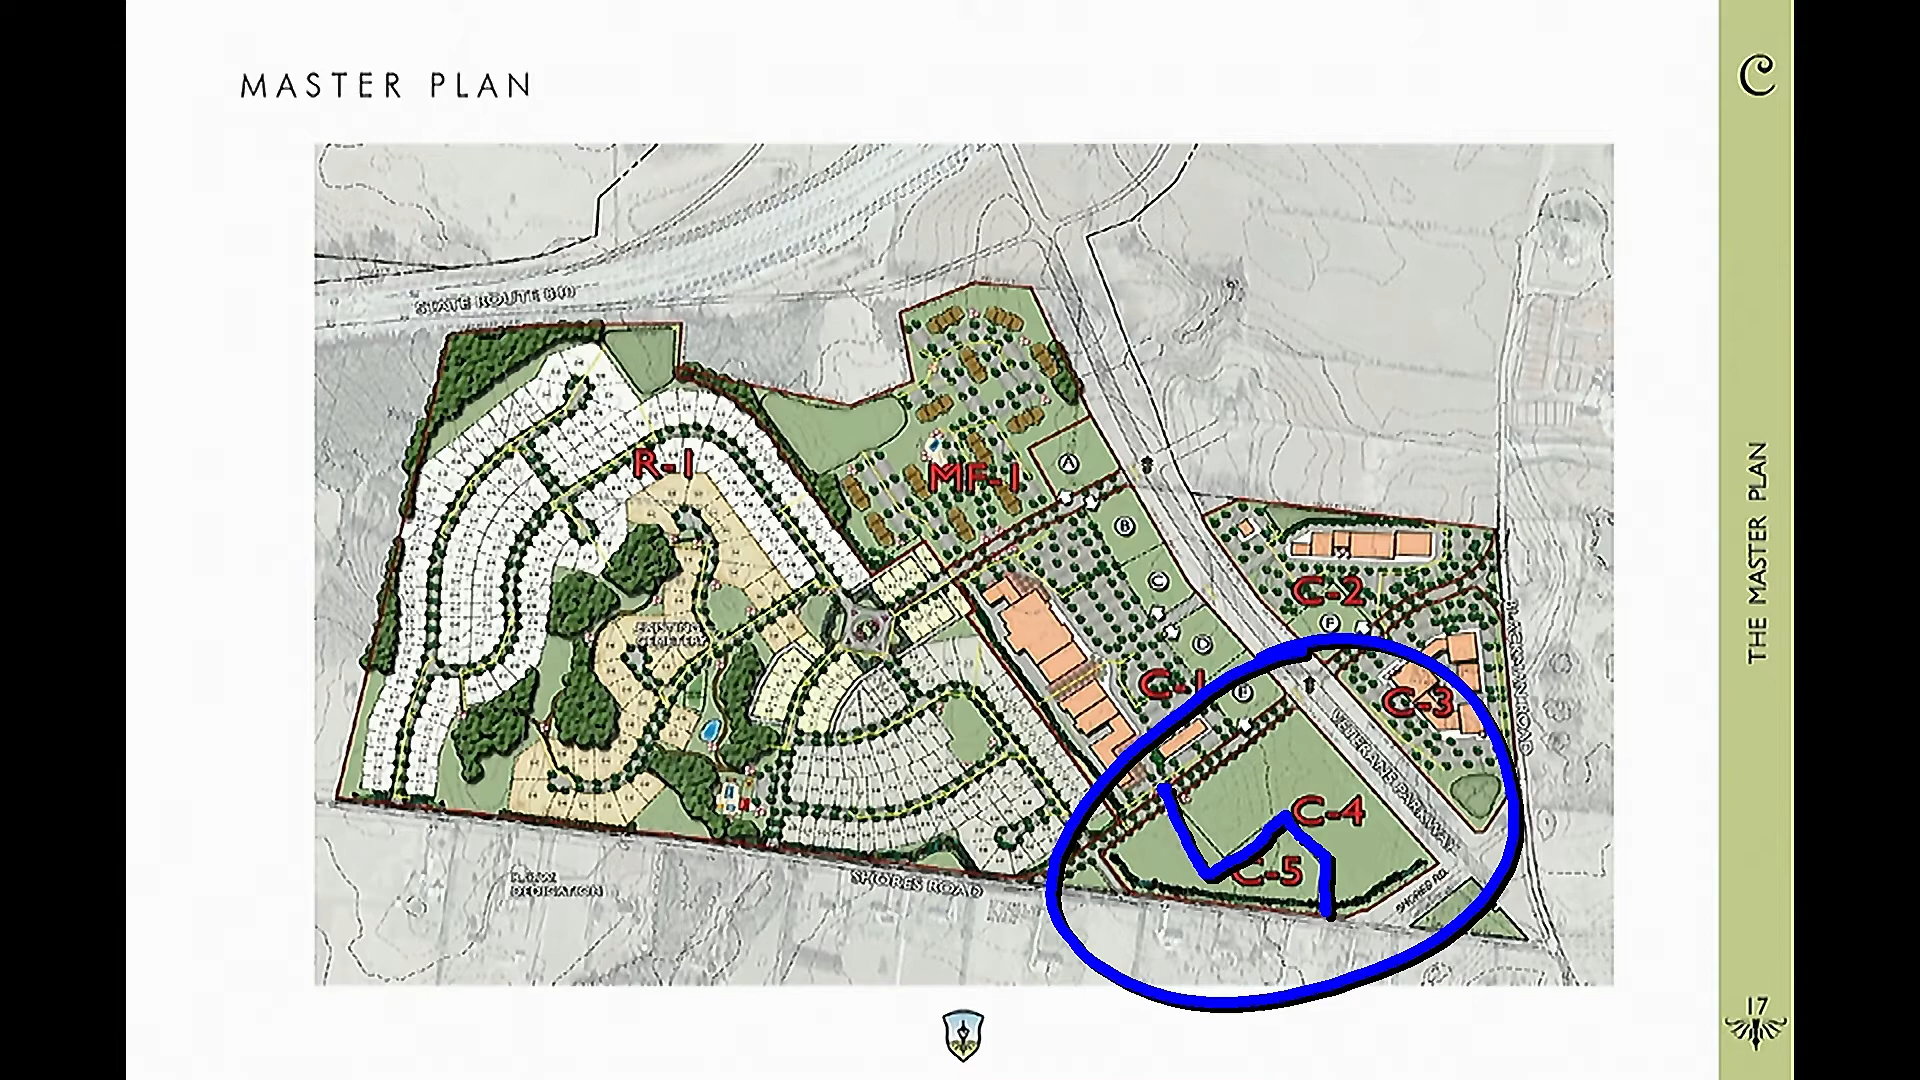 MASTER PLAN
C
STATE ROUTE 840
R-1
MF-1
A
B
C
D
E
F
C-1
C-2
C-3
C-4
C-5
EXISTING
CEMETERY
VETERANS PARKWAY
BLACKMAN ROAD
SHORES ROAD
SHORES RD.
R.O.W.
DEDICATION
THE MASTER PLAN
17